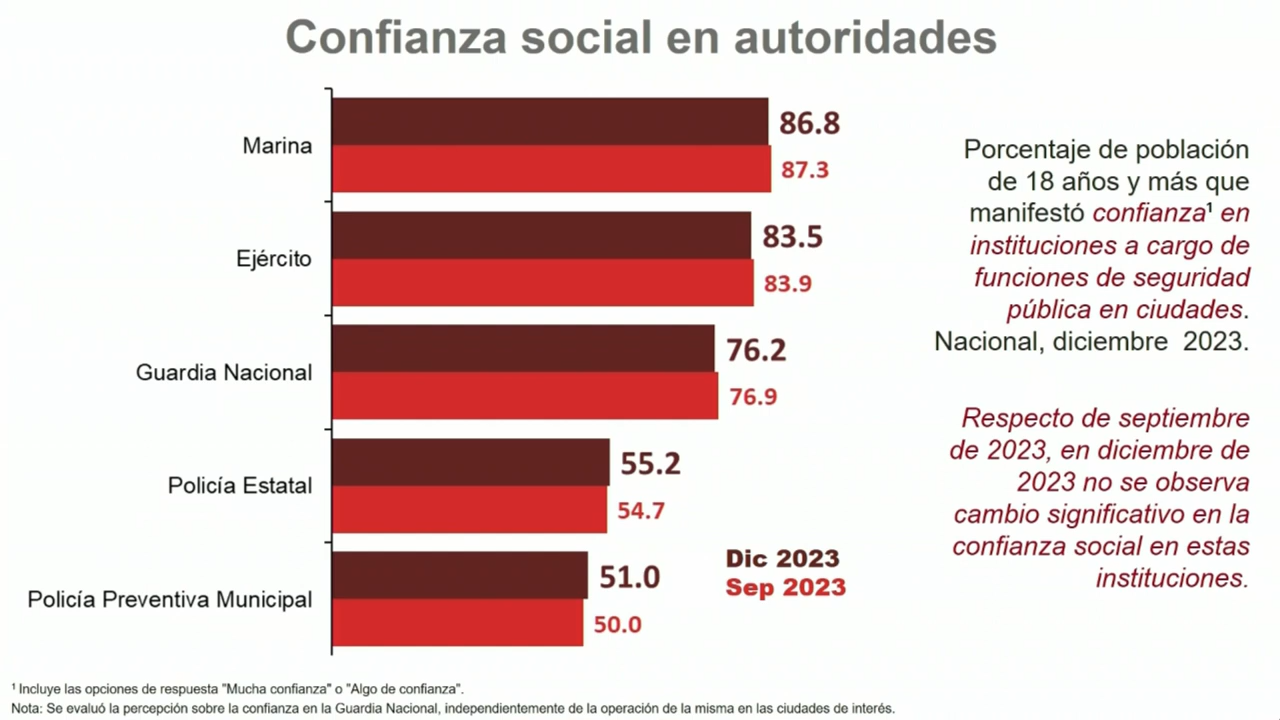 Confianza social en autoridades
Marina
86.8
87.3
Ejército
83.5
83.9
Guardia Nacional
76.2
76.9
Policía Estatal
55.2
54.7
Policía Preventiva Municipal
51.0
50.0
Dic 2023
Sep 2023
Porcentaje de población
de 18 años y más que
manifestó confianza¹ en
instituciones a cargo de
funciones de seguridad
pública en ciudades.
Nacional, diciembre 2023.
Respecto de septiembre
de 2023, en diciembre de
2023 no se observa
cambio significativo en la
confianza social en estas
instituciones.
¹ Incluye las opciones de respuesta "Mucha confianza" o "Algo de confianza".
Nota: Se evaluó la percepción sobre la confianza en la Guardia Nacional, independientemente de la operación de la misma en las ciudades de interés.